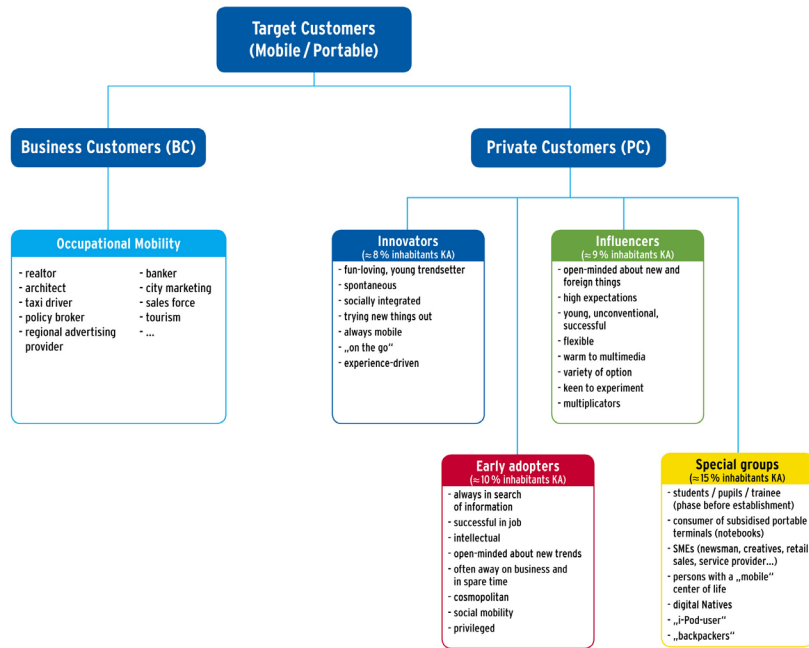 Target Customers
(Mobile / Portable)
Business Customers (BC)
Private Customers (PC)
Occupational Mobility
- realtor
- architect
- taxi driver
- policy broker
- regional advertising
provider
- banker
- city marketing
- sales force
- tourism
- ...
Innovators
(≈ 8 % inhabitants KA)
- fun-loving, young trendsetter
- spontaneous
- socially integrated
- trying new things out
- always mobile
- „on the go“
- experience-driven
Influencers
(≈ 9 % inhabitants KA)
- open-minded about new and
foreign things
- high expectations
- young, unconventional,
successful
- flexible
- warm to multimedia
- variety of option
- keen to experiment
- multiplicators
Early adopters
(≈ 10 % inhabitants KA)
- always in search
of information
- successful in job
- intellectual
- open-minded about new trends
- often away on business and
in spare time
- cosmopolitan
- social mobility
- privileged
Special groups
(≈ 15 % inhabitants KA)
- students / pupils / trainee
(phase before establishment)
- consumer of subsidised portable
terminals (notebooks)
- SMEs (newsman, creatives, retail
sales, service provider...)
- persons with a „mobile“
center of life
- digital Natives
- „i-Pod-user“
- „backpackers“